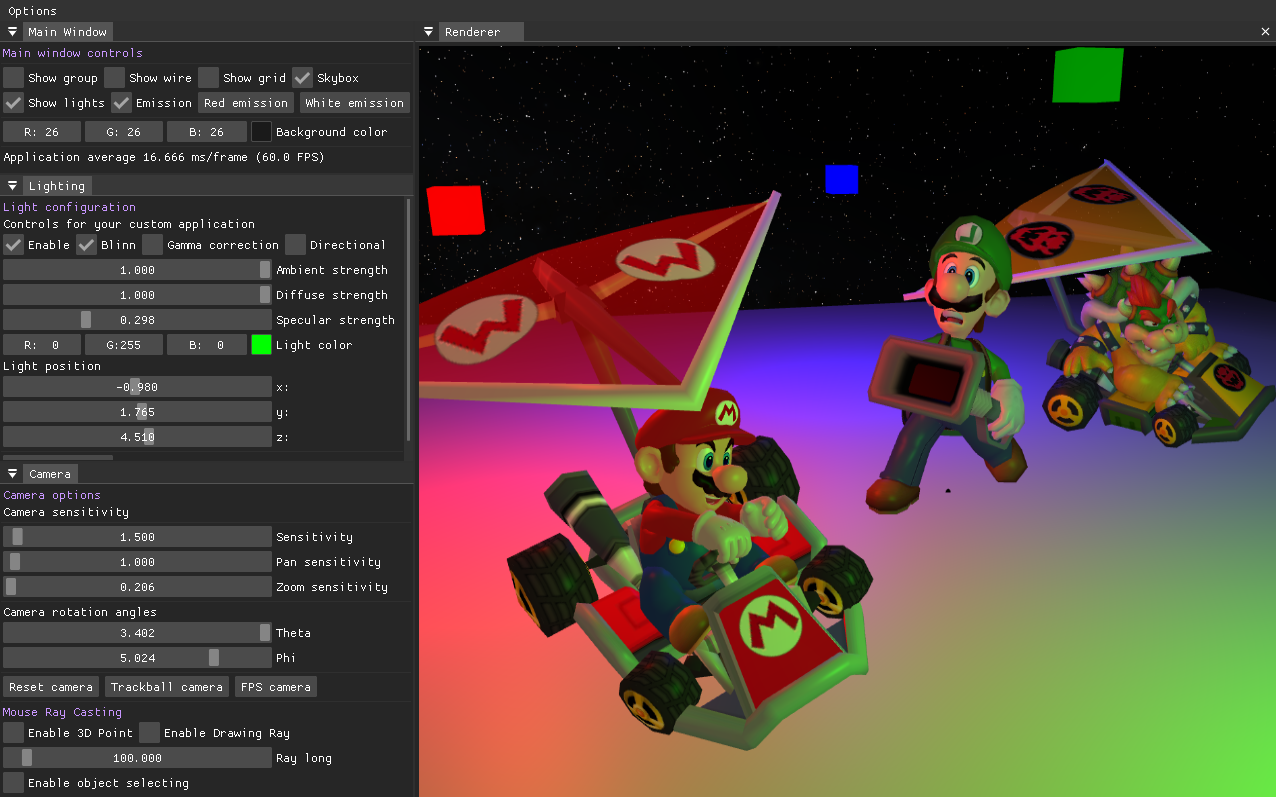 Options
Main Window
Main window controls
Show group Show wire Show grid Skybox
Show lights Emission Red emission White emission
R: 26 G: 26 B: 26 Background color
Application average 16.666 ms/frame (60.0 FPS)
Lighting
Light configuration
Controls for your custom application
Enable Blinn Gamma correction Directional
1.000 Ambient strength
1.000 Diffuse strength
0.298 Specular strength
R: 0 G:255 B: 0 Light color
Light position
-0.980 x:
1.765 y:
4.510 z:
Camera
Camera options
Camera sensitivity
1.500 Sensitivity
1.000 Pan sensitivity
0.206 Zoom sensitivity
Camera rotation angles
3.402 Theta
5.024 Phi
Reset camera Trackball camera FPS camera
Mouse Ray Casting
Enable 3D Point Enable Drawing Ray
100.000 Ray long
Enable object selecting
Renderer
W
W
L
M
M